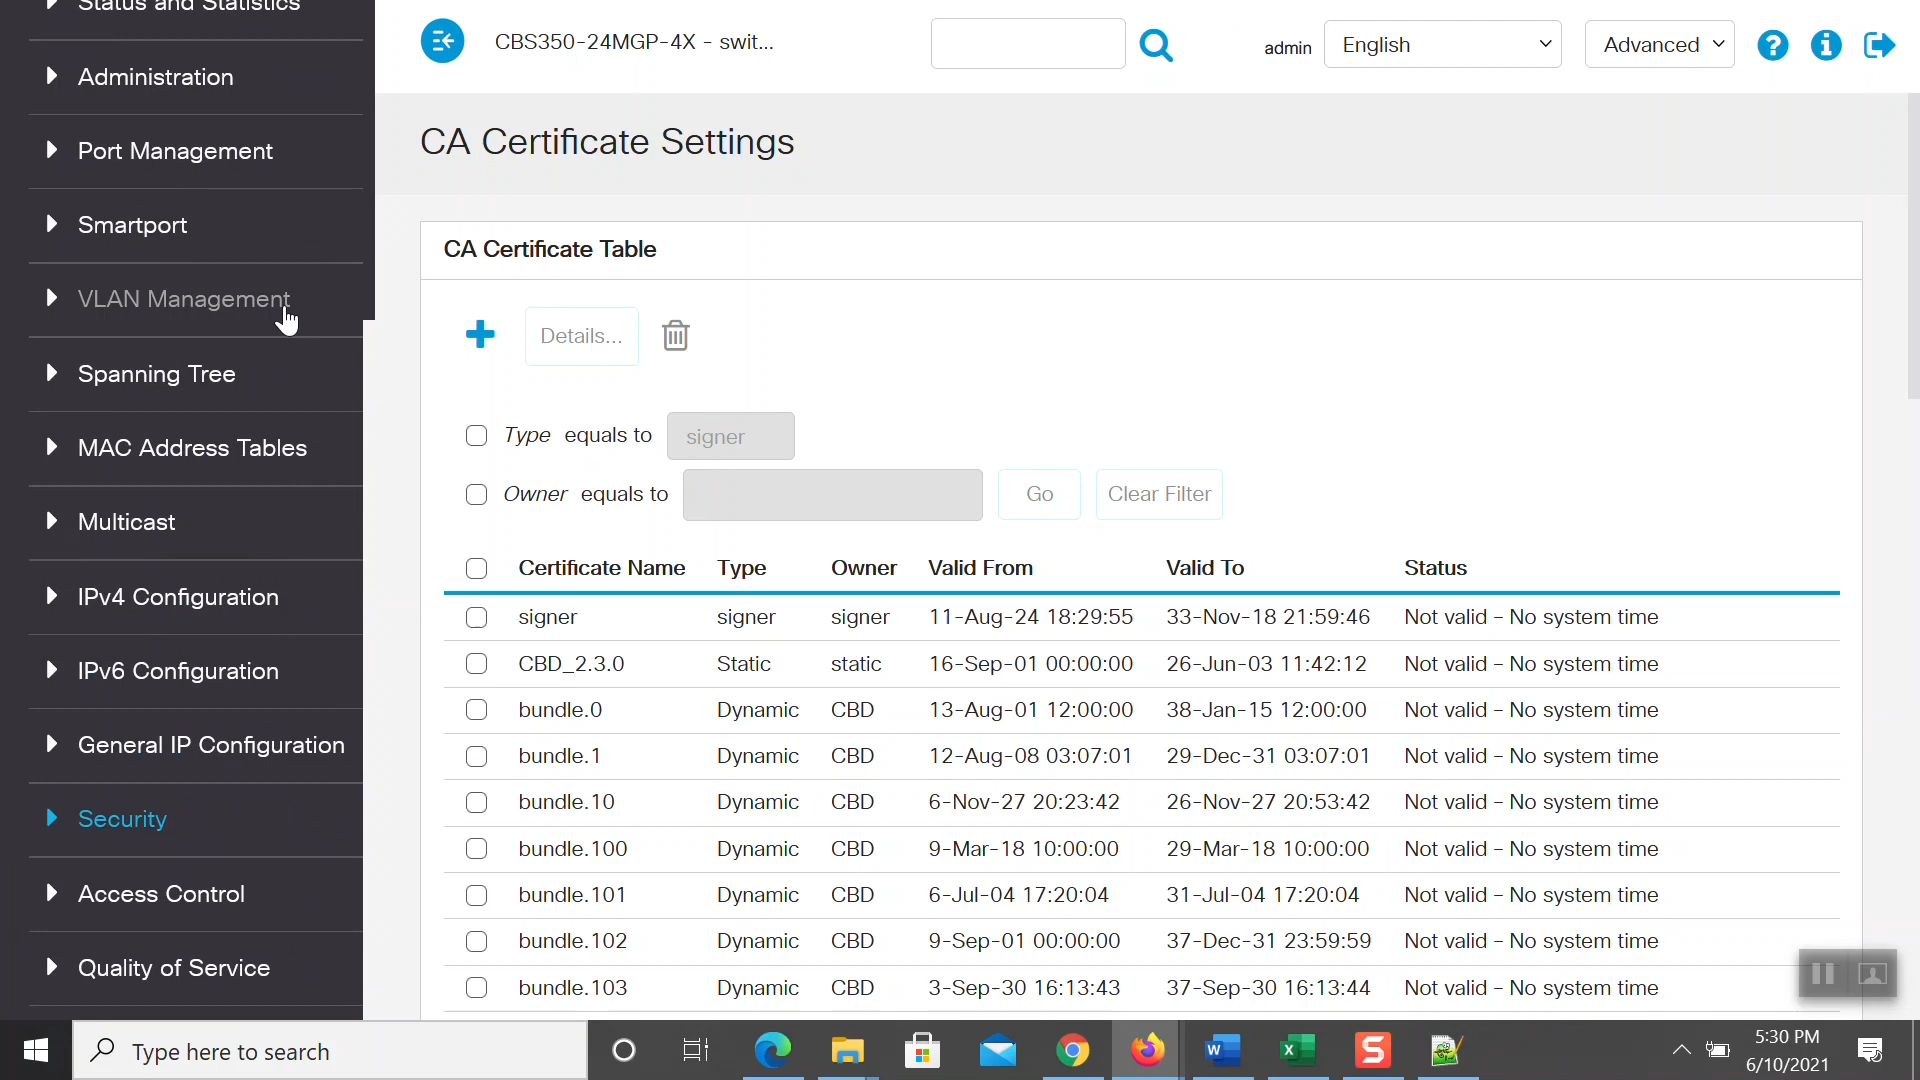 Status and Statistics
Administration
Port Management
Smartport
VLAN Management
Spanning Tree
MAC Address Tables
Multicast
IPv4 Configuration
IPv6 Configuration
General IP Configuration
Security
Access Control
Quality of Service
CBS350-24MGP-4X - swit...
admin
English
Advanced
CA Certificate Settings
CA Certificate Table
Details...
Type equals to signer
Owner equals to Go Clear Filter
Certificate Name Type Owner Valid From Valid To Status
signer signer signer 11-Aug-24 18:29:55 33-Nov-18 21:59:46 Not valid - No system time
CBD_2.3.0 Static static 16-Sep-01 00:00:00 26-Jun-03 11:42:12 Not valid - No system time
bundle.0 Dynamic CBD 13-Aug-01 12:00:00 38-Jan-15 12:00:00 Not valid - No system time
bundle.1 Dynamic CBD 12-Aug-08 03:07:01 29-Dec-31 03:07:01 Not valid - No system time
bundle.10 Dynamic CBD 6-Nov-27 20:23:42 26-Nov-27 20:53:42 Not valid - No system time
bundle.100 Dynamic CBD 9-Mar-18 10:00:00 29-Mar-18 10:00:00 Not valid - No system time
bundle.101 Dynamic CBD 6-Jul-04 17:20:04 31-Jul-04 17:20:04 Not valid - No system time
bundle.102 Dynamic CBD 9-Sep-01 00:00:00 37-Dec-31 23:59:59 Not valid - No system time
bundle.103 Dynamic CBD 3-Sep-30 16:13:43 37-Sep-30 16:13:44 Not valid - No system time
Type here to search
5:30 PM
6/10/2021